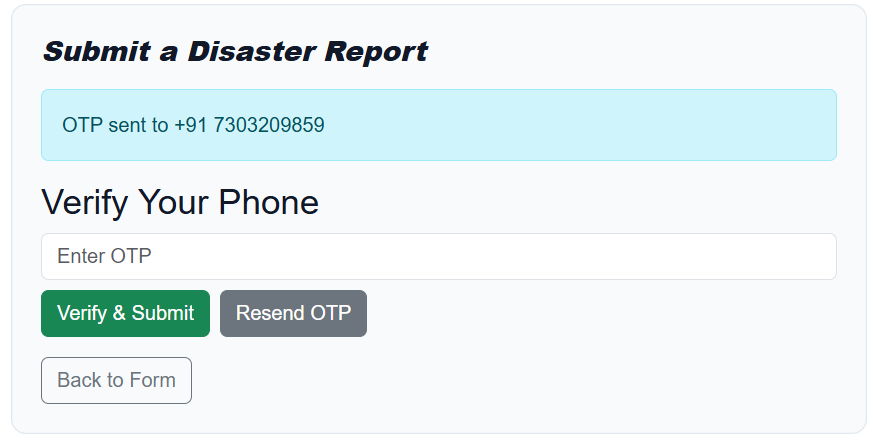 Submit a Disaster Report
OTP sent to +91 7303209859
Verify Your Phone
Enter OTP
Verify & Submit Resend OTP
Back to Form